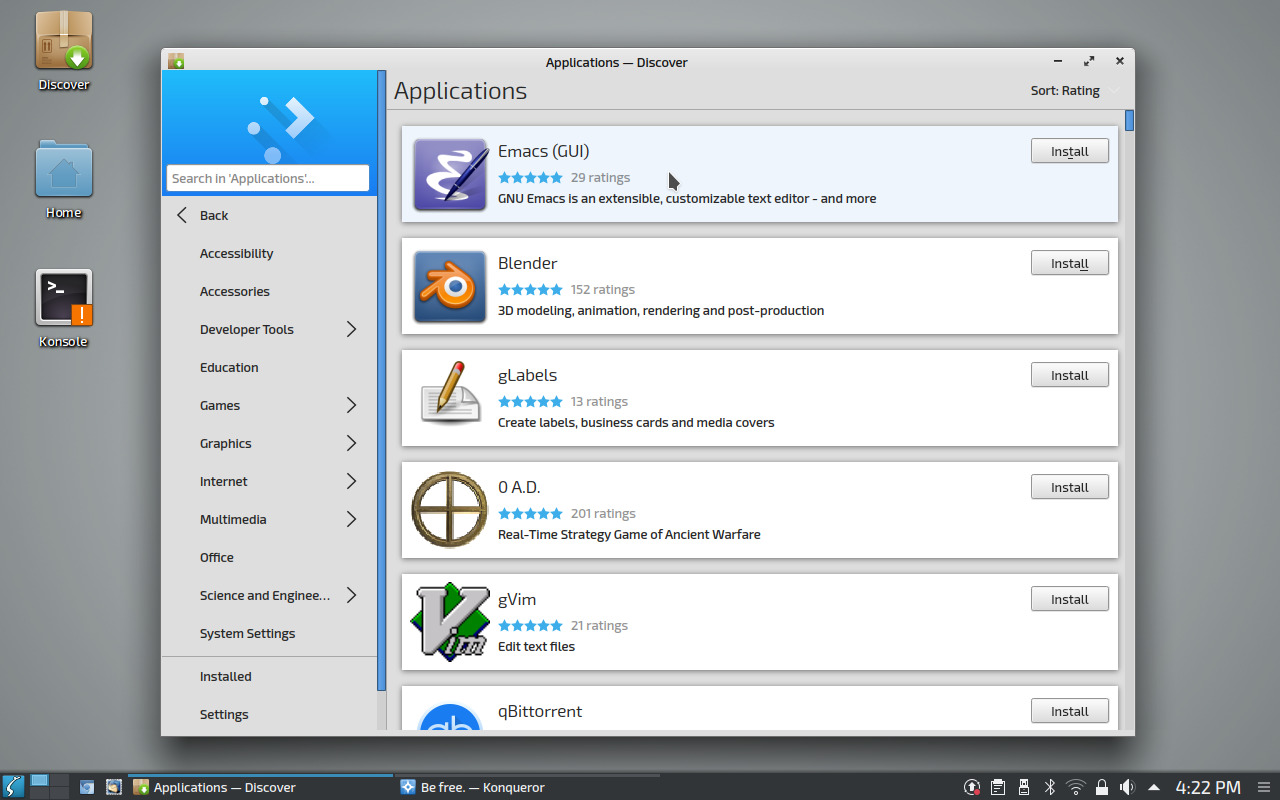 Discover
Home
>_
!
Konsole
Applications — Discover
Search in 'Applications'...
Back
Accessibility
Accessories
Developer Tools
Education
Games
Graphics
Internet
Multimedia
Office
Science and Enginee...
System Settings
Installed
Settings
Applications
Sort: Rating
Emacs (GUI)
29 ratings
GNU Emacs is an extensible, customizable text editor - and more
Install
Blender
152 ratings
3D modeling, animation, rendering and post-production
Install
gLabels
13 ratings
Create labels, business cards and media covers
Install
0 A.D.
201 ratings
Real-Time Strategy Game of Ancient Warfare
Install
Vim
gVim
21 ratings
Edit text files
Install
qb
qBittorrent
Install
Applications — Discover
Be free. — Konqueror
4:22 PM